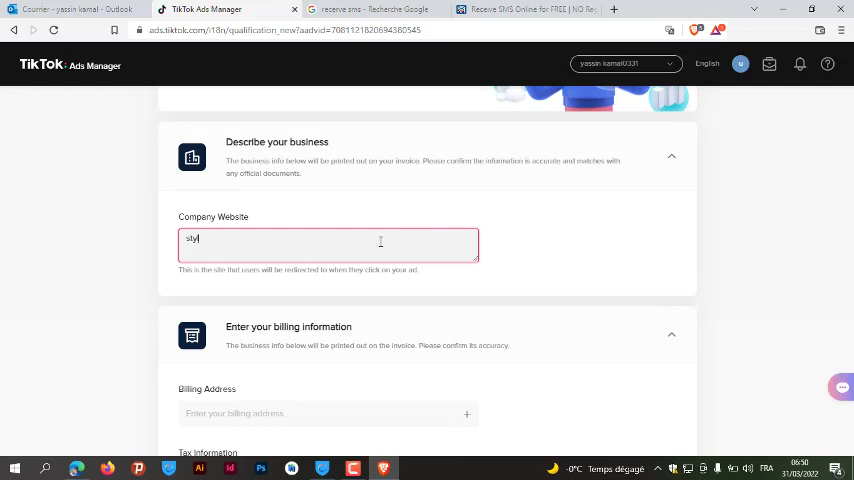 Courrier - yassin kamal - Outlook
TikTok Ads Manager
recerve sms - Recherche Google
Receive SMS Online for FREE | NO Reg
ads.tiktok.com/i18n/qualification_new?aadvid=7081121820694380545
TikTok: Ads Manager
yassin kamal0331
English
u
Describe your business
The business info below will be printed out on your invoice. Please confirm the information is accurate and matches with
any official documents.
Company Website
styl
This is the site that users will be redirected to when they click on your ad.
Enter your billing information
The business info below will be printed out on the invoice. Please confirm its accuracy.
Billing Address
Enter your billing address
Tax Information
-0°C Temps dégagé
FRA
06:50
31/03/2022